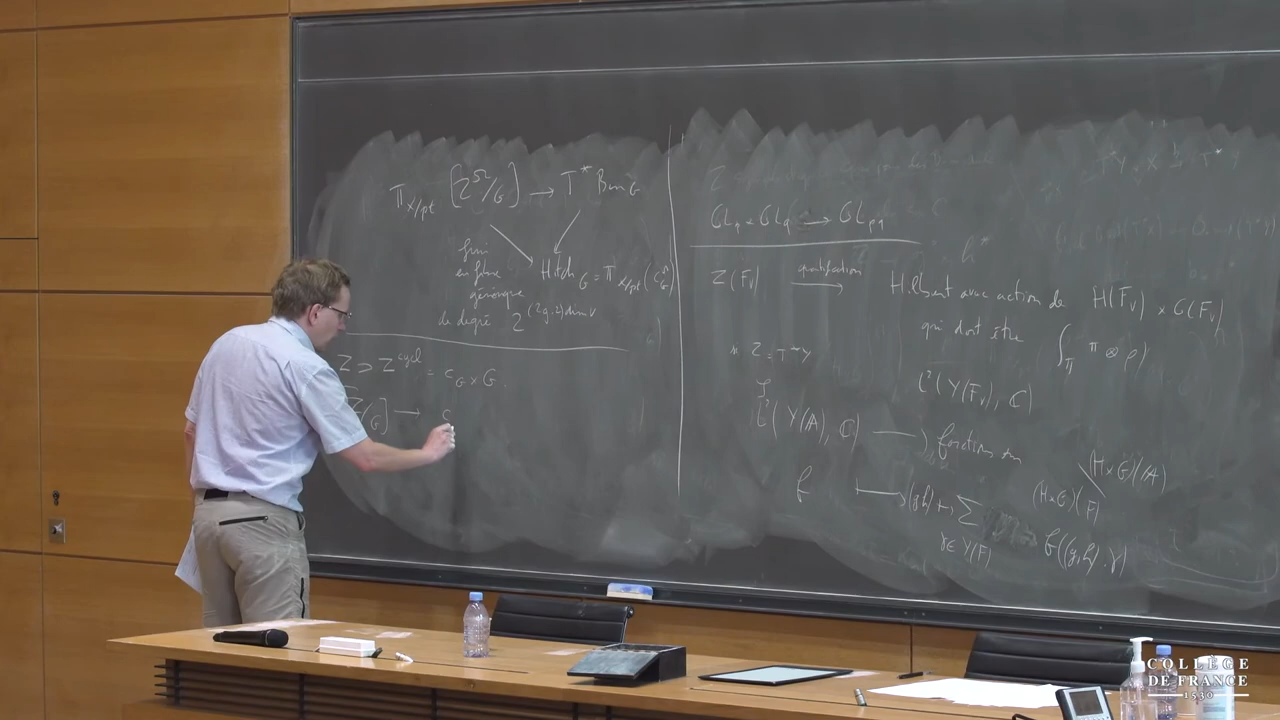 π_{X/pt} [Z^Ω/G] → T* Bun_G
fini
en fibre
générique
de degré 2^{(2g-2)dim V}
Hitch_G = π_{X/pt}(c_G^Ω)
Z ⊃ Z^{cycl} = c_G × G
[Z/G] → c
Z
GL_p × GL_q → GL_{pq}
Z(F_v) quantification → Hilbert avec action de H(F_v) × G(F_v)
qui doit être ∫_π π ⊗ ρ(
si Z = T*Y
L²(Y(F_v), ℂ)
L²(Y(𝔸), ℂ) → fonctions sur
(H×G)(F) \ (H×G)(𝔸)
f ↦ (g,h) ↦ ∑_{γ∈Y(F)} f((g,h).γ)
COLLÈGE
DE FRANCE
1530